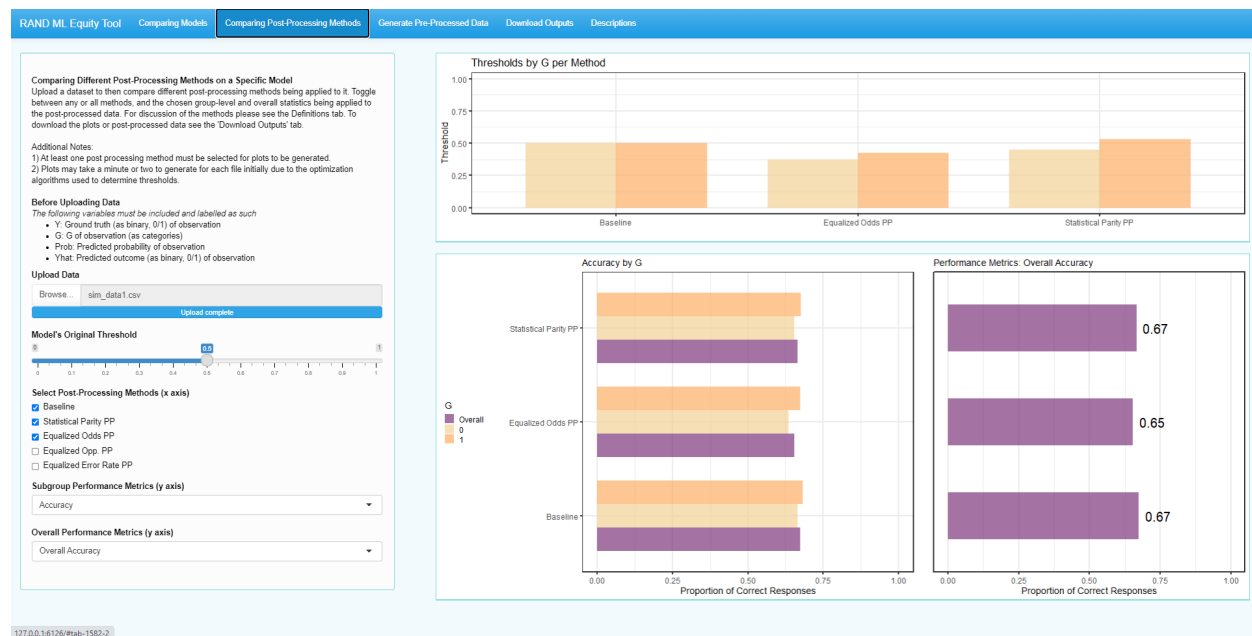 RAND ML Equity Tool
Comparing Models
Comparing Post-Processing Methods
Generate Pre-Processed Data
Download Outputs
Descriptions
Comparing Different Post-Processing Methods on a Specific Model
Upload a dataset to then compare different post-processing methods being applied to it. Toggle
between any or all methods, and the chosen group-level and overall statistics being applied to
the post-processed data. For discussion of the methods please see the Definitions tab. To
download the plots or post-processed data see the 'Download Outputs' tab.
Additional Notes:
1) At least one post processing method must be selected for plots to be generated.
2) Plots may take a minute or two to generate for each file initially due to the optimization
algorithms used to determine thresholds.
Before Uploading Data
The following variables must be included and labelled as such
• Y: Ground truth (as binary, 0/1) of observation
• G: G of observation (as categories)
• Prob: Predicted probability of observation
• Yhat: Predicted outcome (as binary, 0/1) of observation
Upload Data
Browse...
sim_data1.csv
Upload complete
Model's Original Threshold
0
0.5
1
0 0.1 0.2 0.3 0.4 0.5 0.6 0.7 0.8 0.9 1
Select Post-Processing Methods (x axis)
Baseline
Statistical Parity PP
Equalized Odds PP
Equalized Opp. PP
Equalized Error Rate PP
Subgroup Performance Metrics (y axis)
Accuracy
Overall Performance Metrics (y axis)
Overall Accuracy
127.0.0.1:6126/#tab-1582-2
Thresholds by G per Method
Threshold
1.00
0.75
0.50
0.25
0.00
Baseline
Equalized Odds PP
Statistical Parity PP
G
Overall
0
1
Accuracy by G
Statistical Parity PP
Equalized Odds PP
Baseline
0.00 0.25 0.50 0.75 1.00
Proportion of Correct Responses
Performance Metrics: Overall Accuracy
0.67
0.65
0.67
0.00 0.25 0.50 0.75 1.00
Proportion of Correct Responses